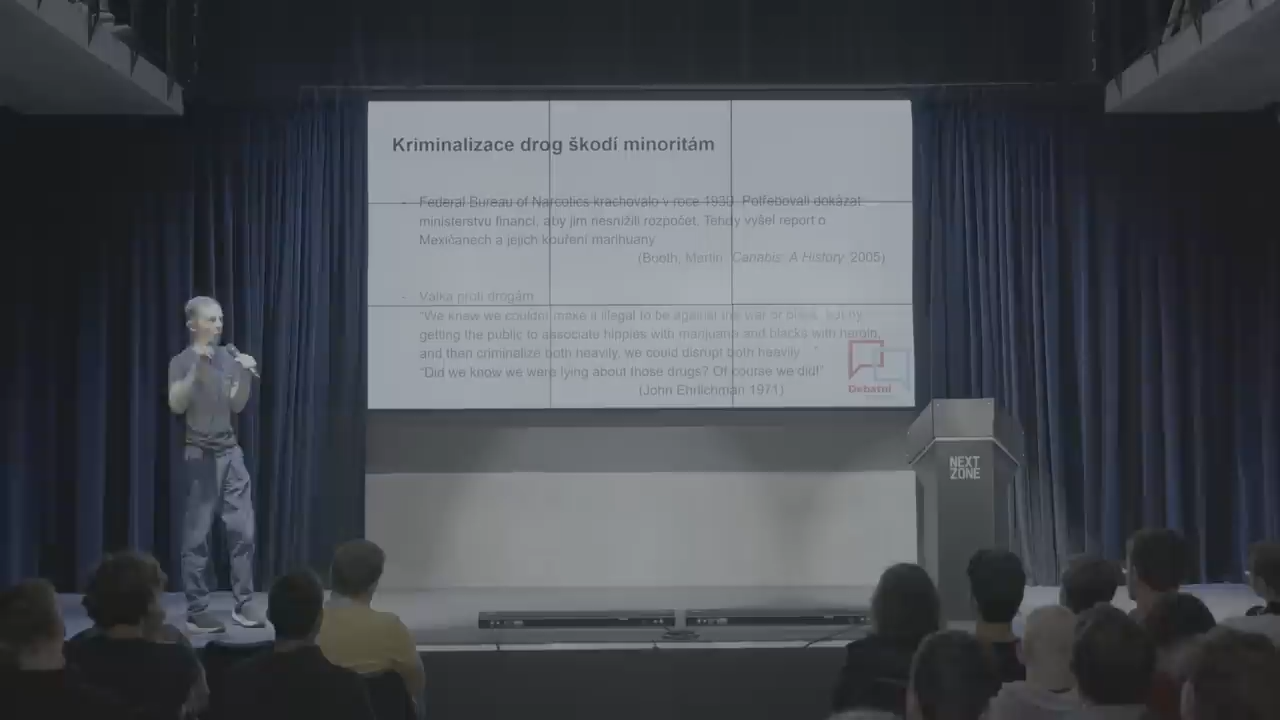 Kriminalizace drog škodí minoritám
- Federal Bureau of Narcotics krachovalo v roce 1930. Potřebovali dokázat
ministerstvu financí, aby jim nesnížili rozpočet. Tehdy vyšel report o
Mexičanech a jejich kouření marihuany
(Booth, Martin. Canabis: A History. 2005)
- Válka proti drogám
“We knew we couldnt make it illegal to be against the war or black, but by
getting the public to associate hippies with marijuana and blacks with heroin,
and then criminalize both heavily, we could disrupt both heavily ...”
“Did we know we were lying about those drugs? Of course we did!”
(John Ehrlichman 1971)
Debatní
NEXT
ZONE